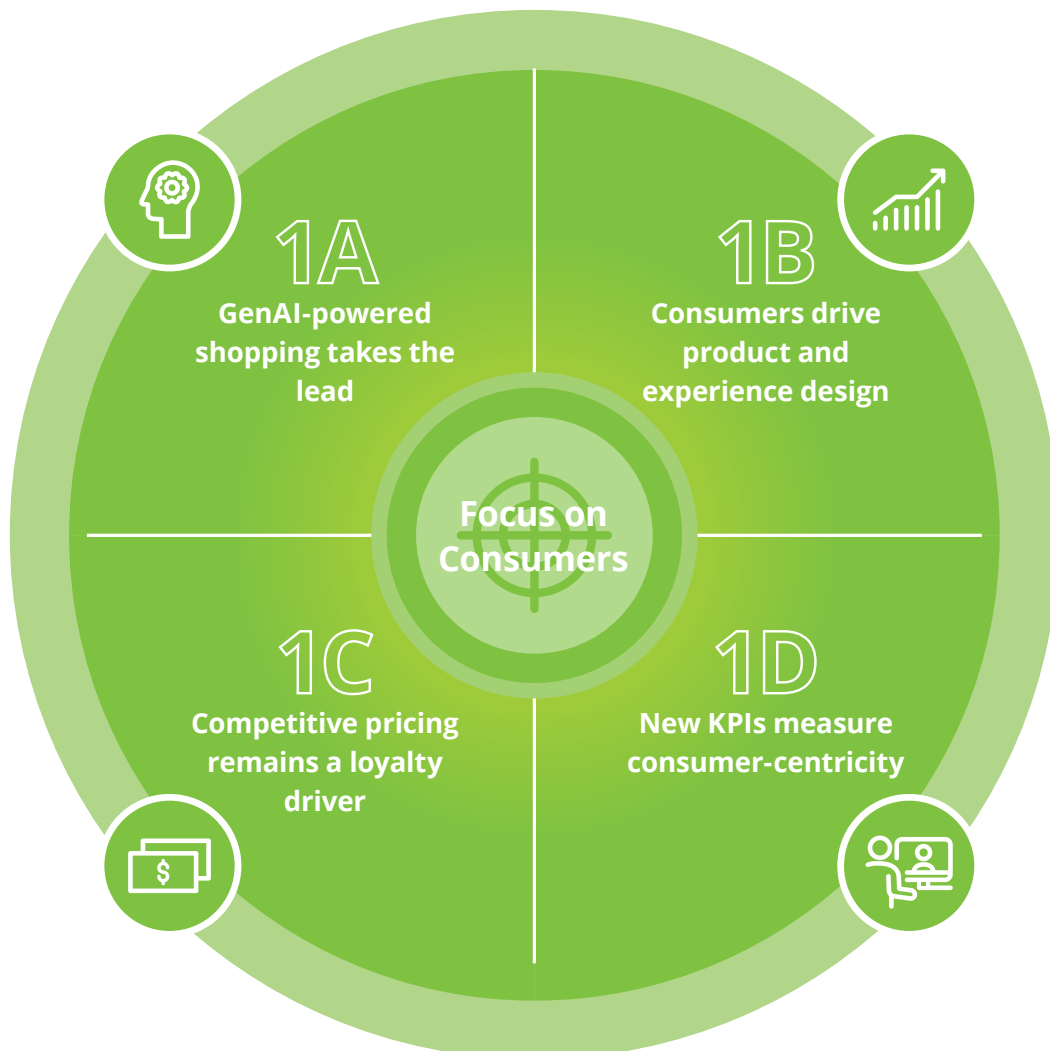 1A
GenAI-powered
shopping takes the
lead
1B
Consumers drive
product and
experience design
Focus on
Consumers
1C
Competitive pricing
remains a loyalty
driver
$
1D
New KPIs measure
consumer-centricity